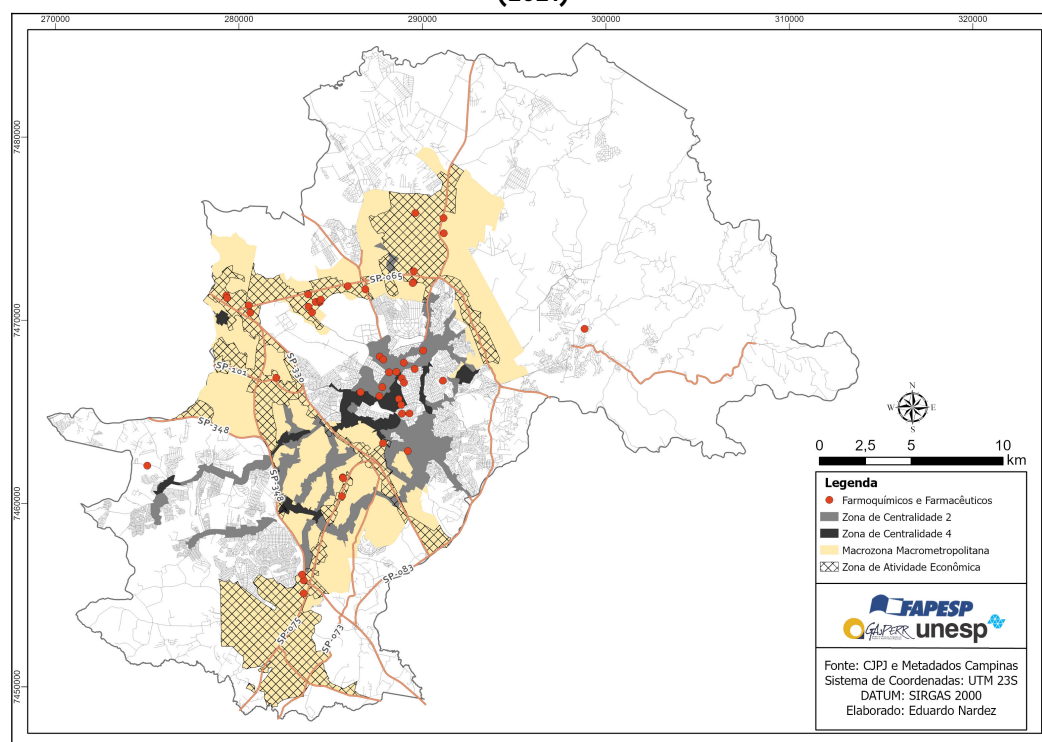 (2021)
270000 280000 290000 300000 310000 320000
7480000
7470000
7460000
7450000
SP-065
SP-330
SP-101
SP-348
SP-348
SP-083
SP-075
SP-073
N
W E
S
0 2,5 5 10
km
Legenda
Farmoquímicos e Farmacêuticos
Zona de Centralidade 2
Zona de Centralidade 4
Macrozona Macrometropolitana
Zona de Atividade Econômica
FAPESP
GAsPERR unesp
Fonte: CJPJ e Metadados Campinas
Sistema de Coordenadas: UTM 23S
DATUM: SIRGAS 2000
Elaborado: Eduardo Nardez